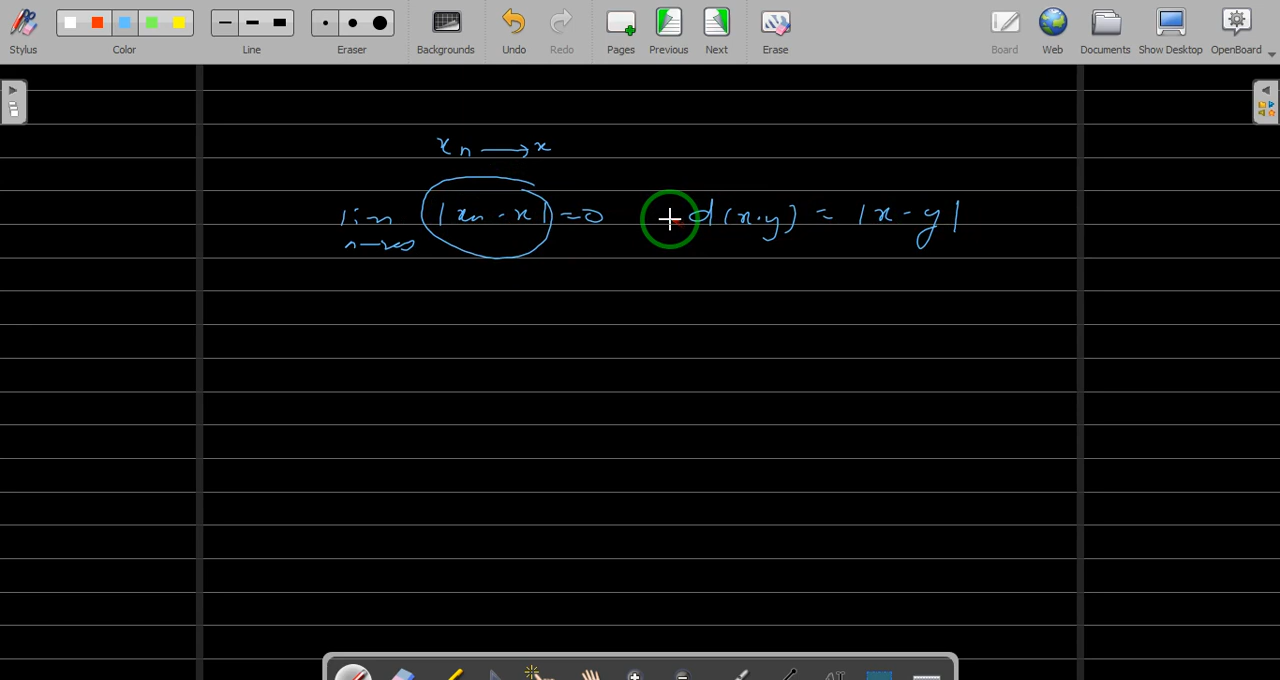 Stylus Color Line Eraser Backgrounds Undo Redo Pages Previous Next Erase Board Web Documents Show Desktop OpenBoard
xₙ → x
lim |xₙ - x| = 0 d(x.y) = |x - y|
n→∞